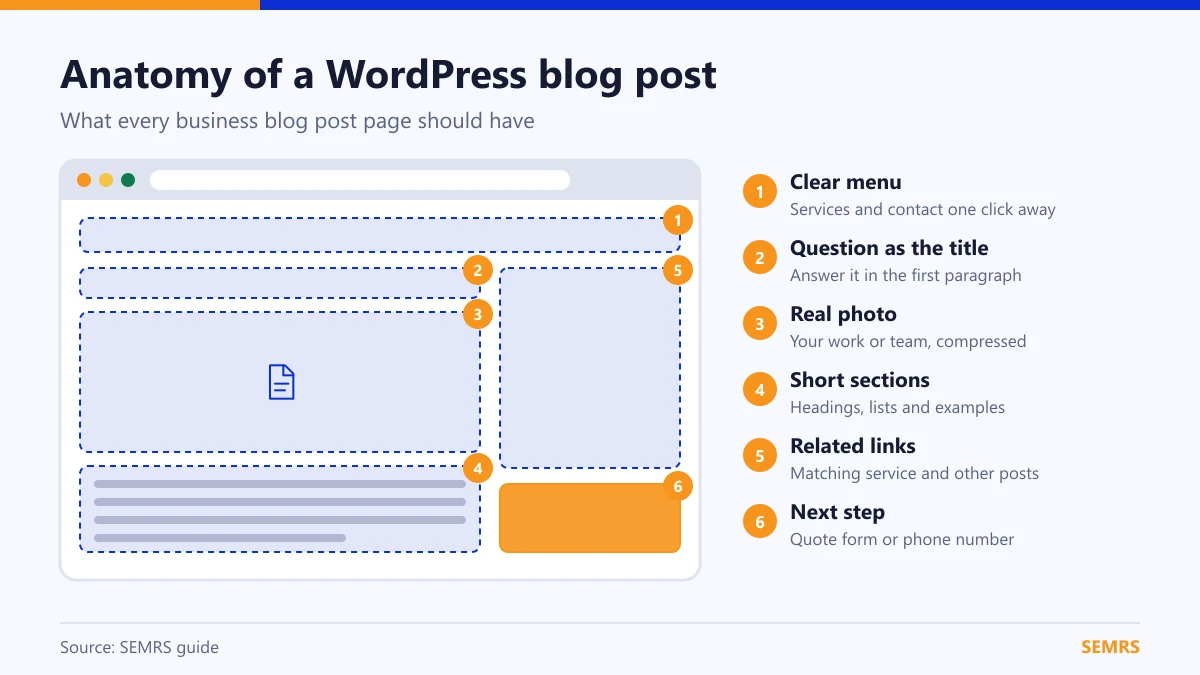 Anatomy of a WordPress blog post
What every business blog post page should have
1
2
3
4
5
6
1
Clear menu
Services and contact one click away
2
Question as the title
Answer it in the first paragraph
3
Real photo
Your work or team, compressed
4
Short sections
Headings, lists and examples
5
Related links
Matching service and other posts
6
Next step
Quote form or phone number
Source: SEMRS guide
SEMRS